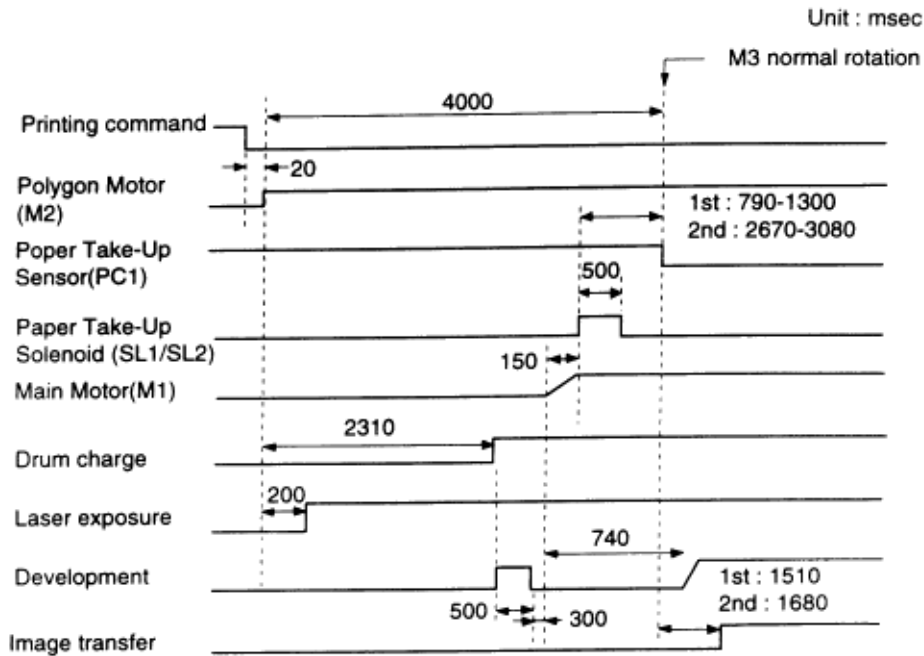 Unit : msec
M3 normal rotation
4000
Printing command
20
Polygon Motor
(M2)
1st : 790-1300
2nd : 2670-3080
Poper Take-Up
Sensor(PC1)
500
Paper Take-Up
Solenoid (SL1/SL2)
150
Main Motor(M1)
2310
Drum charge
200
Laser exposure
740
Development
1st : 1510
2nd : 1680
500
300
Image transfer